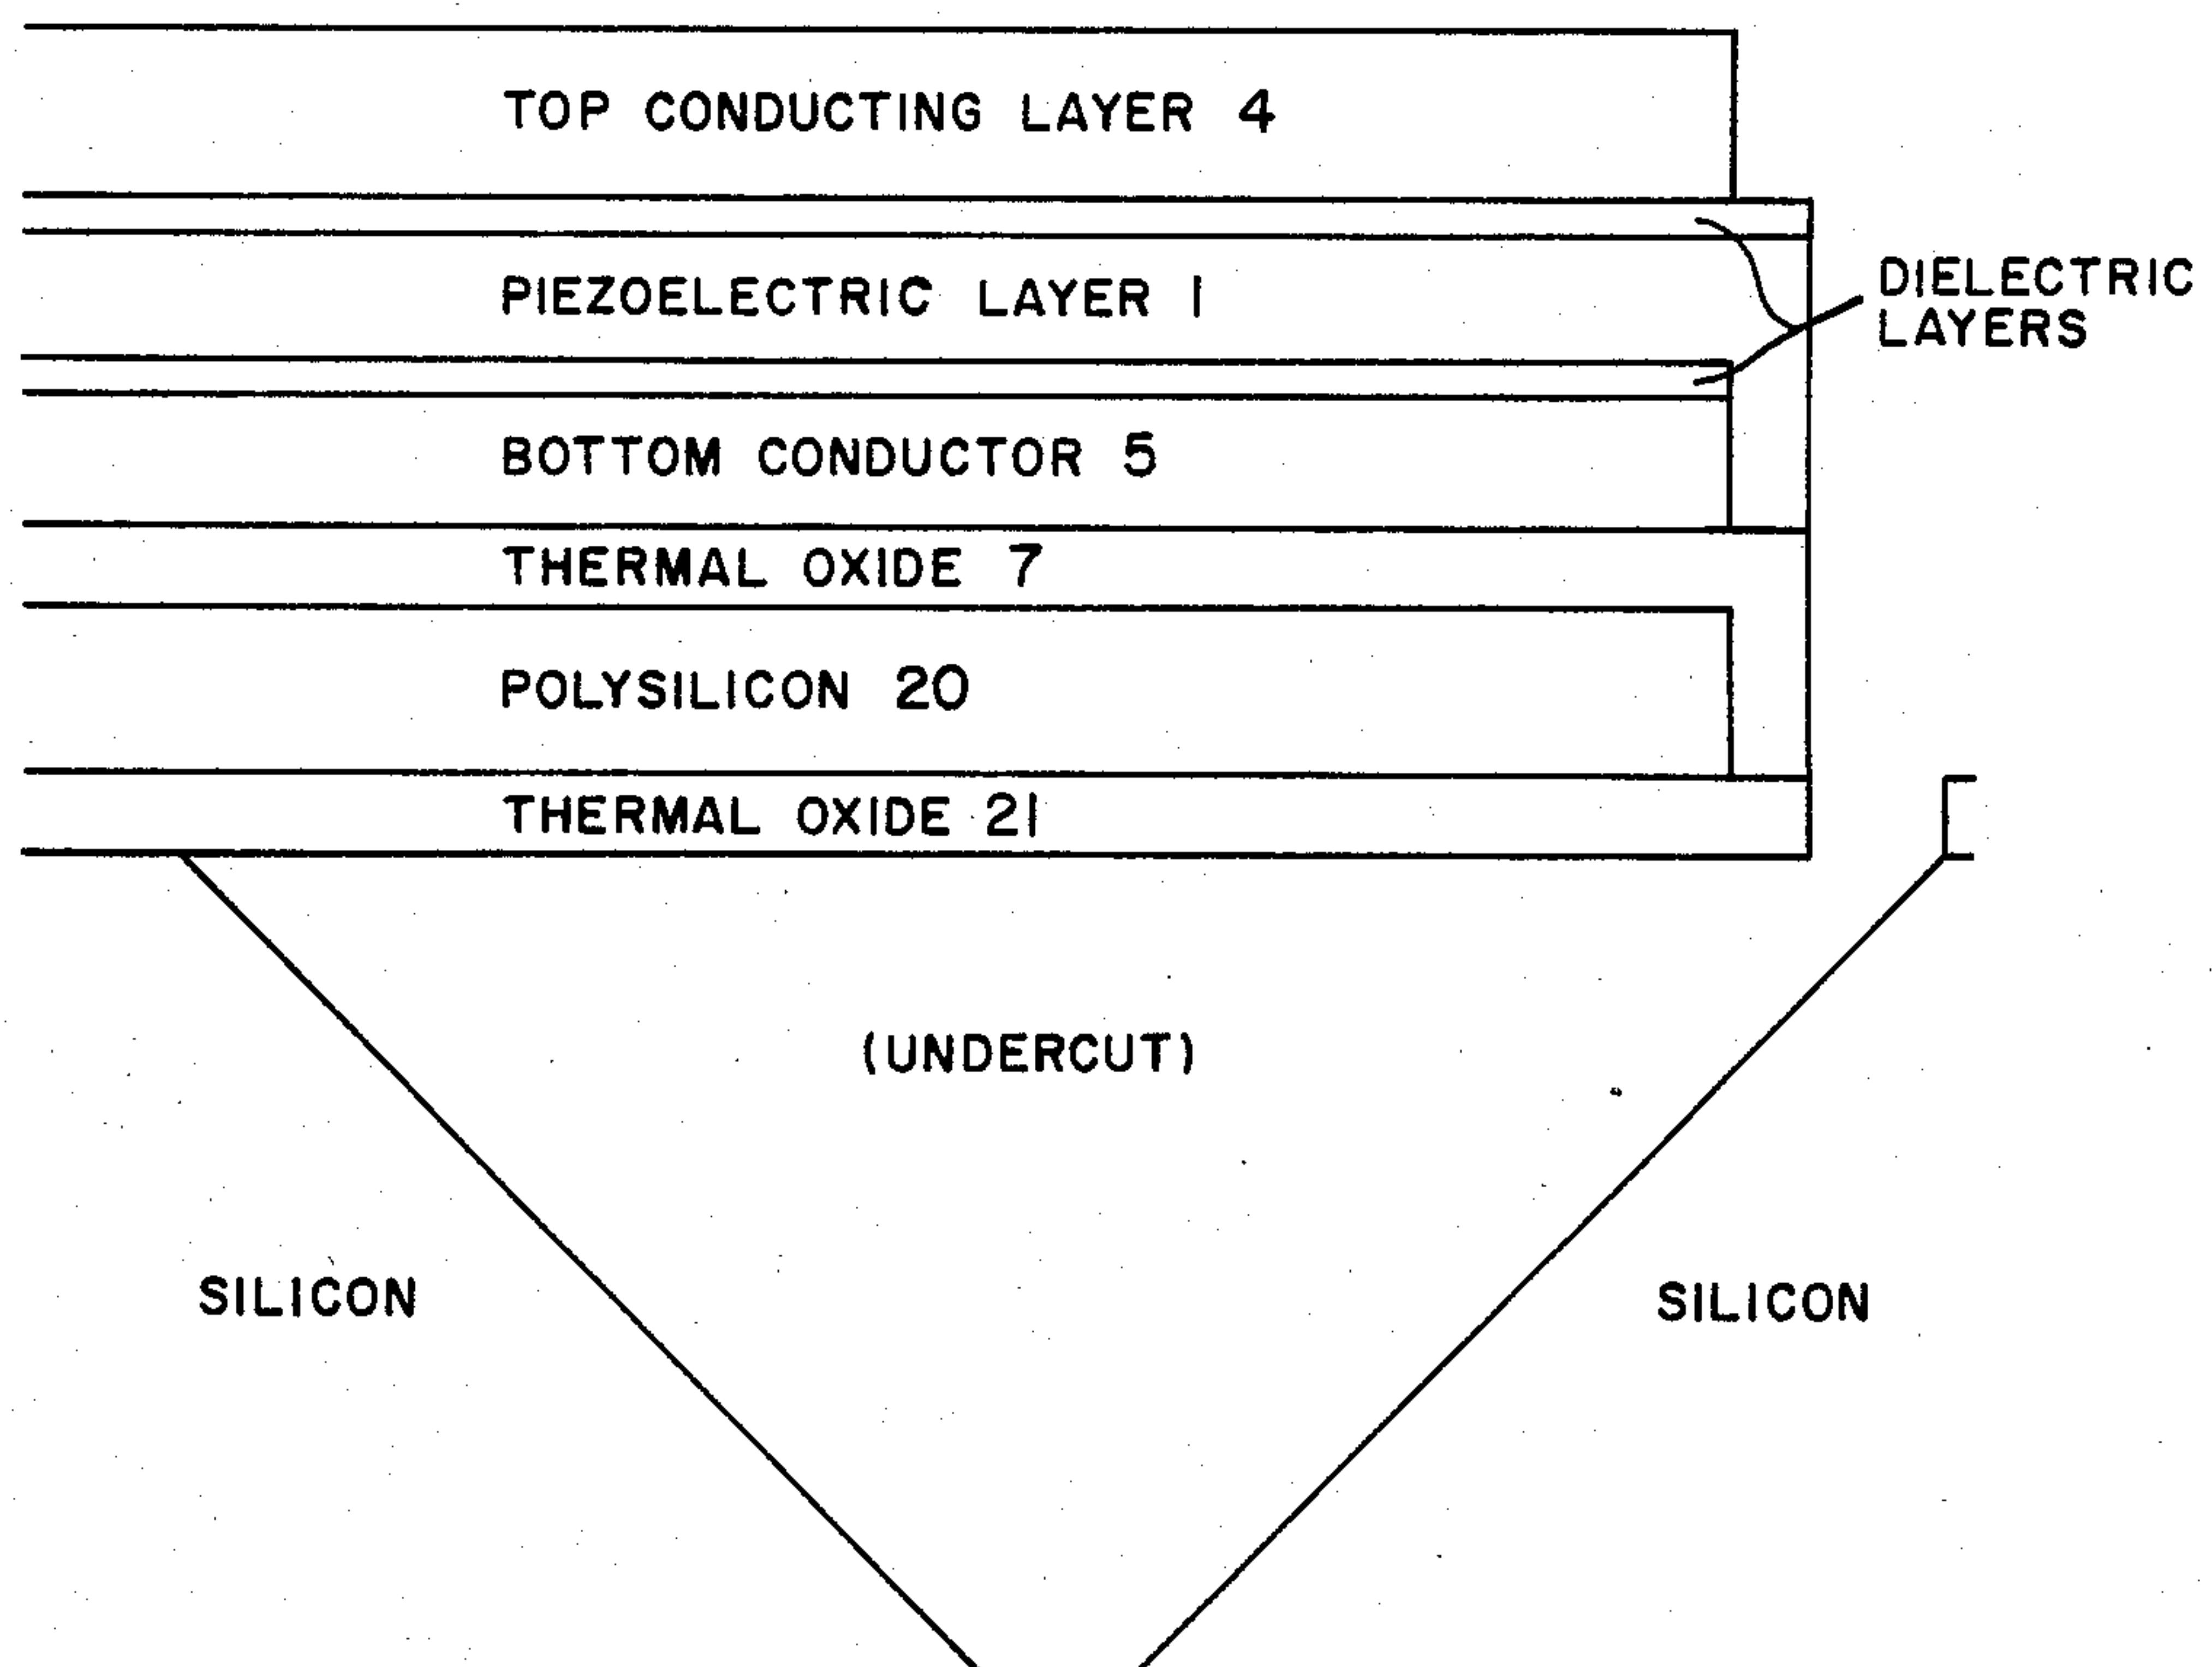 TOP CONDUCTING LAYER 4
PIEZOELECTRIC LAYER 1
DIELECTRIC
LAYERS
BOTTOM CONDUCTOR 5
THERMAL OXIDE 7
POLYSILICON 20
THERMAL OXIDE 21
(UNDERCUT)
SILICON
SILICON